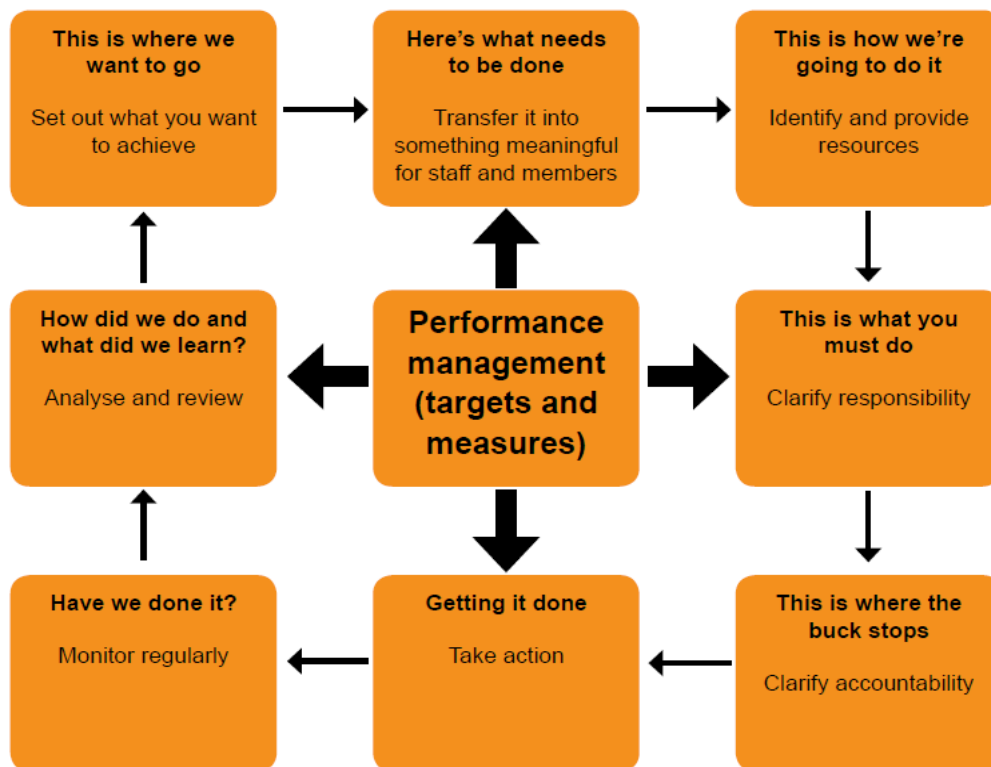 This is where we
want to go
Set out what you want
to achieve
Here's what needs
to be done
Transfer it into
something meaningful
for staff and members
This is how we're
going to do it
Identify and provide
resources
How did we do and
what did we learn?
Analyse and review
Performance
management
(targets and
measures)
This is what you
must do
Clarify responsibility
Have we done it?
Monitor regularly
Getting it done
Take action
This is where the
buck stops
Clarify accountability